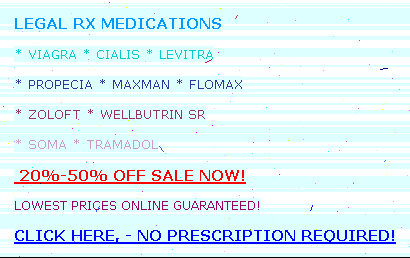 LEGAL RX MEDICATIONS
* VIAGRA * CIALIS * LEVITRA
* PROPECIA * MAXMAN * FLOMAX
* ZOLOFT * WELLBUTRIN SR
* SOMA * TRAMADOL
20%-50% OFF SALE NOW!
LOWEST PRICES ONLINE GUARANTEED!
CLICK HERE, - NO PRESCRIPTION REQUIRED!